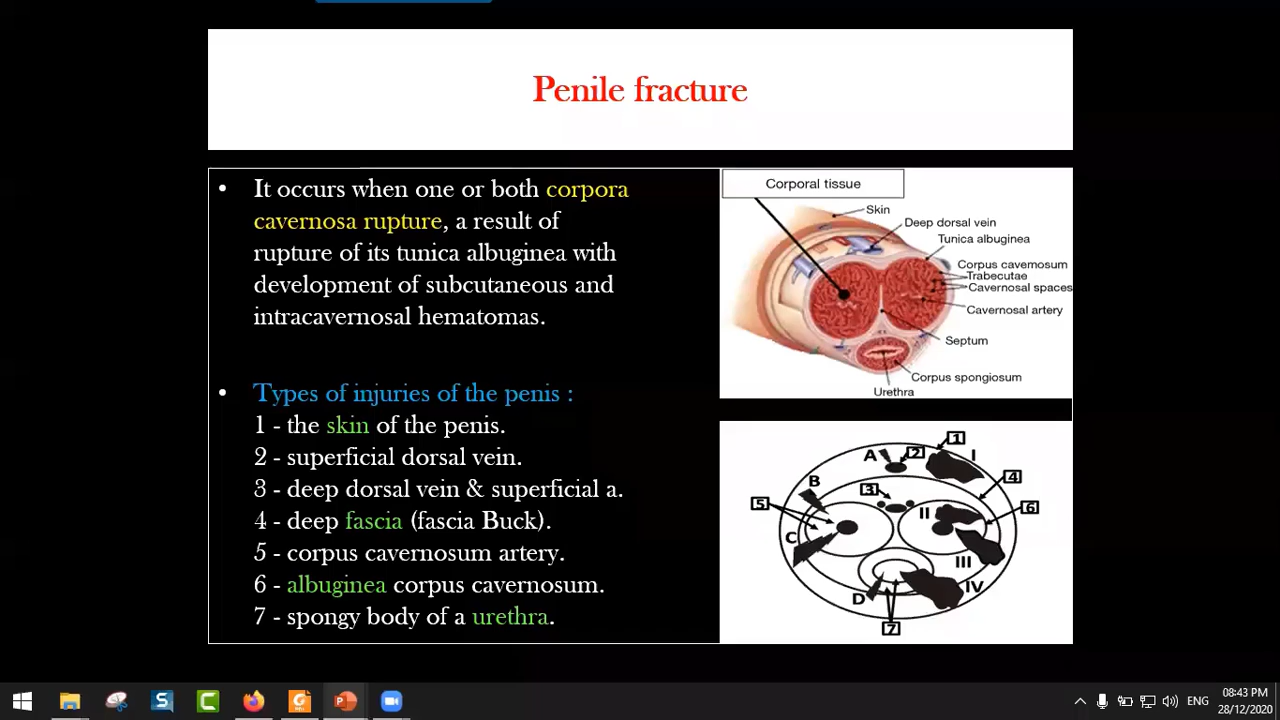 Penile fracture
• It occurs when one or both corpora
cavernosa rupture, a result of
rupture of its tunica albuginea with
development of subcutaneous and
intracavernosal hematomas.
• Types of injuries of the penis :
1 - the skin of the penis.
2 - superficial dorsal vein.
3 - deep dorsal vein & superficial a.
4 - deep fascia (fascia Buck).
5 - corpus cavernosum artery.
6 - albuginea corpus cavernosum.
7 - spongy body of a urethra.
Corporal tissue
Skin
Deep dorsal vein
Tunica albuginea
Corpus cavemosum
Trabecutae
Cavernosal spaces
Cavernosal artery
Septum
Corpus spongiosum
Urethra
1
A
2
I
4
B
3
5
II
6
C
III
D
IV
7
S
C
P
ENG
08:43 PM
28/12/2020